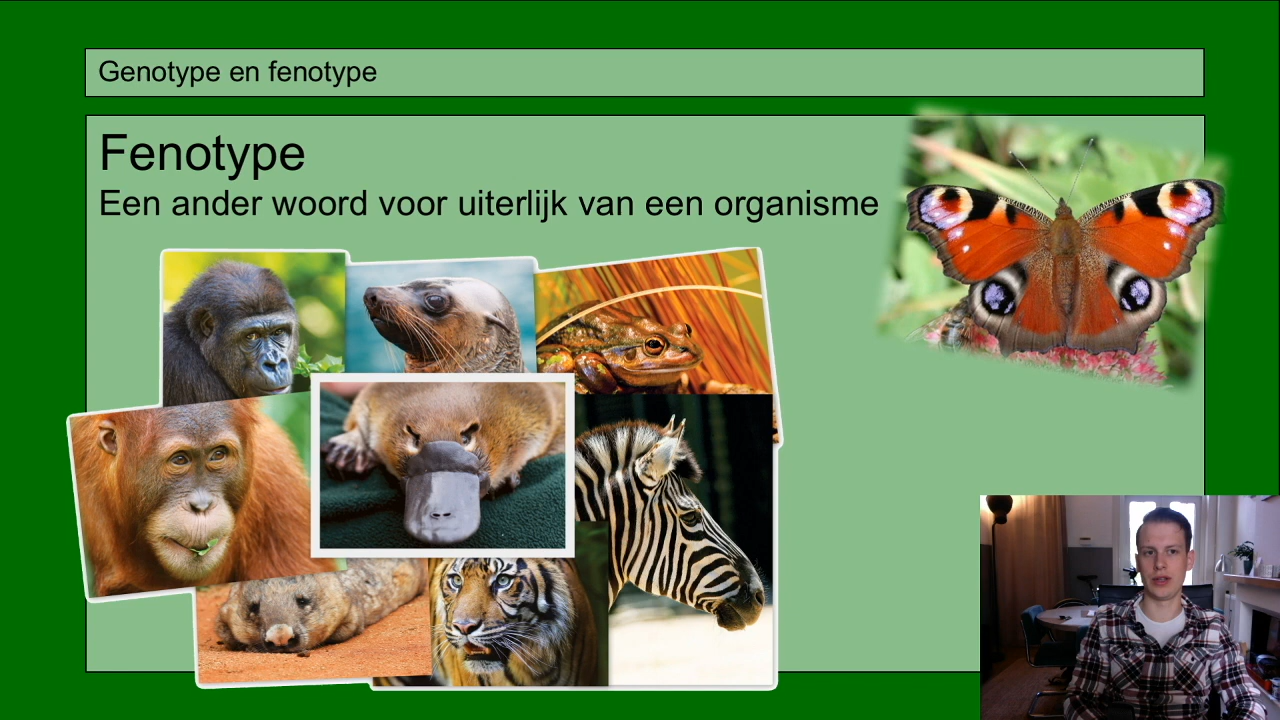 Genotype en fenotype
Fenotype
Een ander woord voor uiterlijk van een organisme